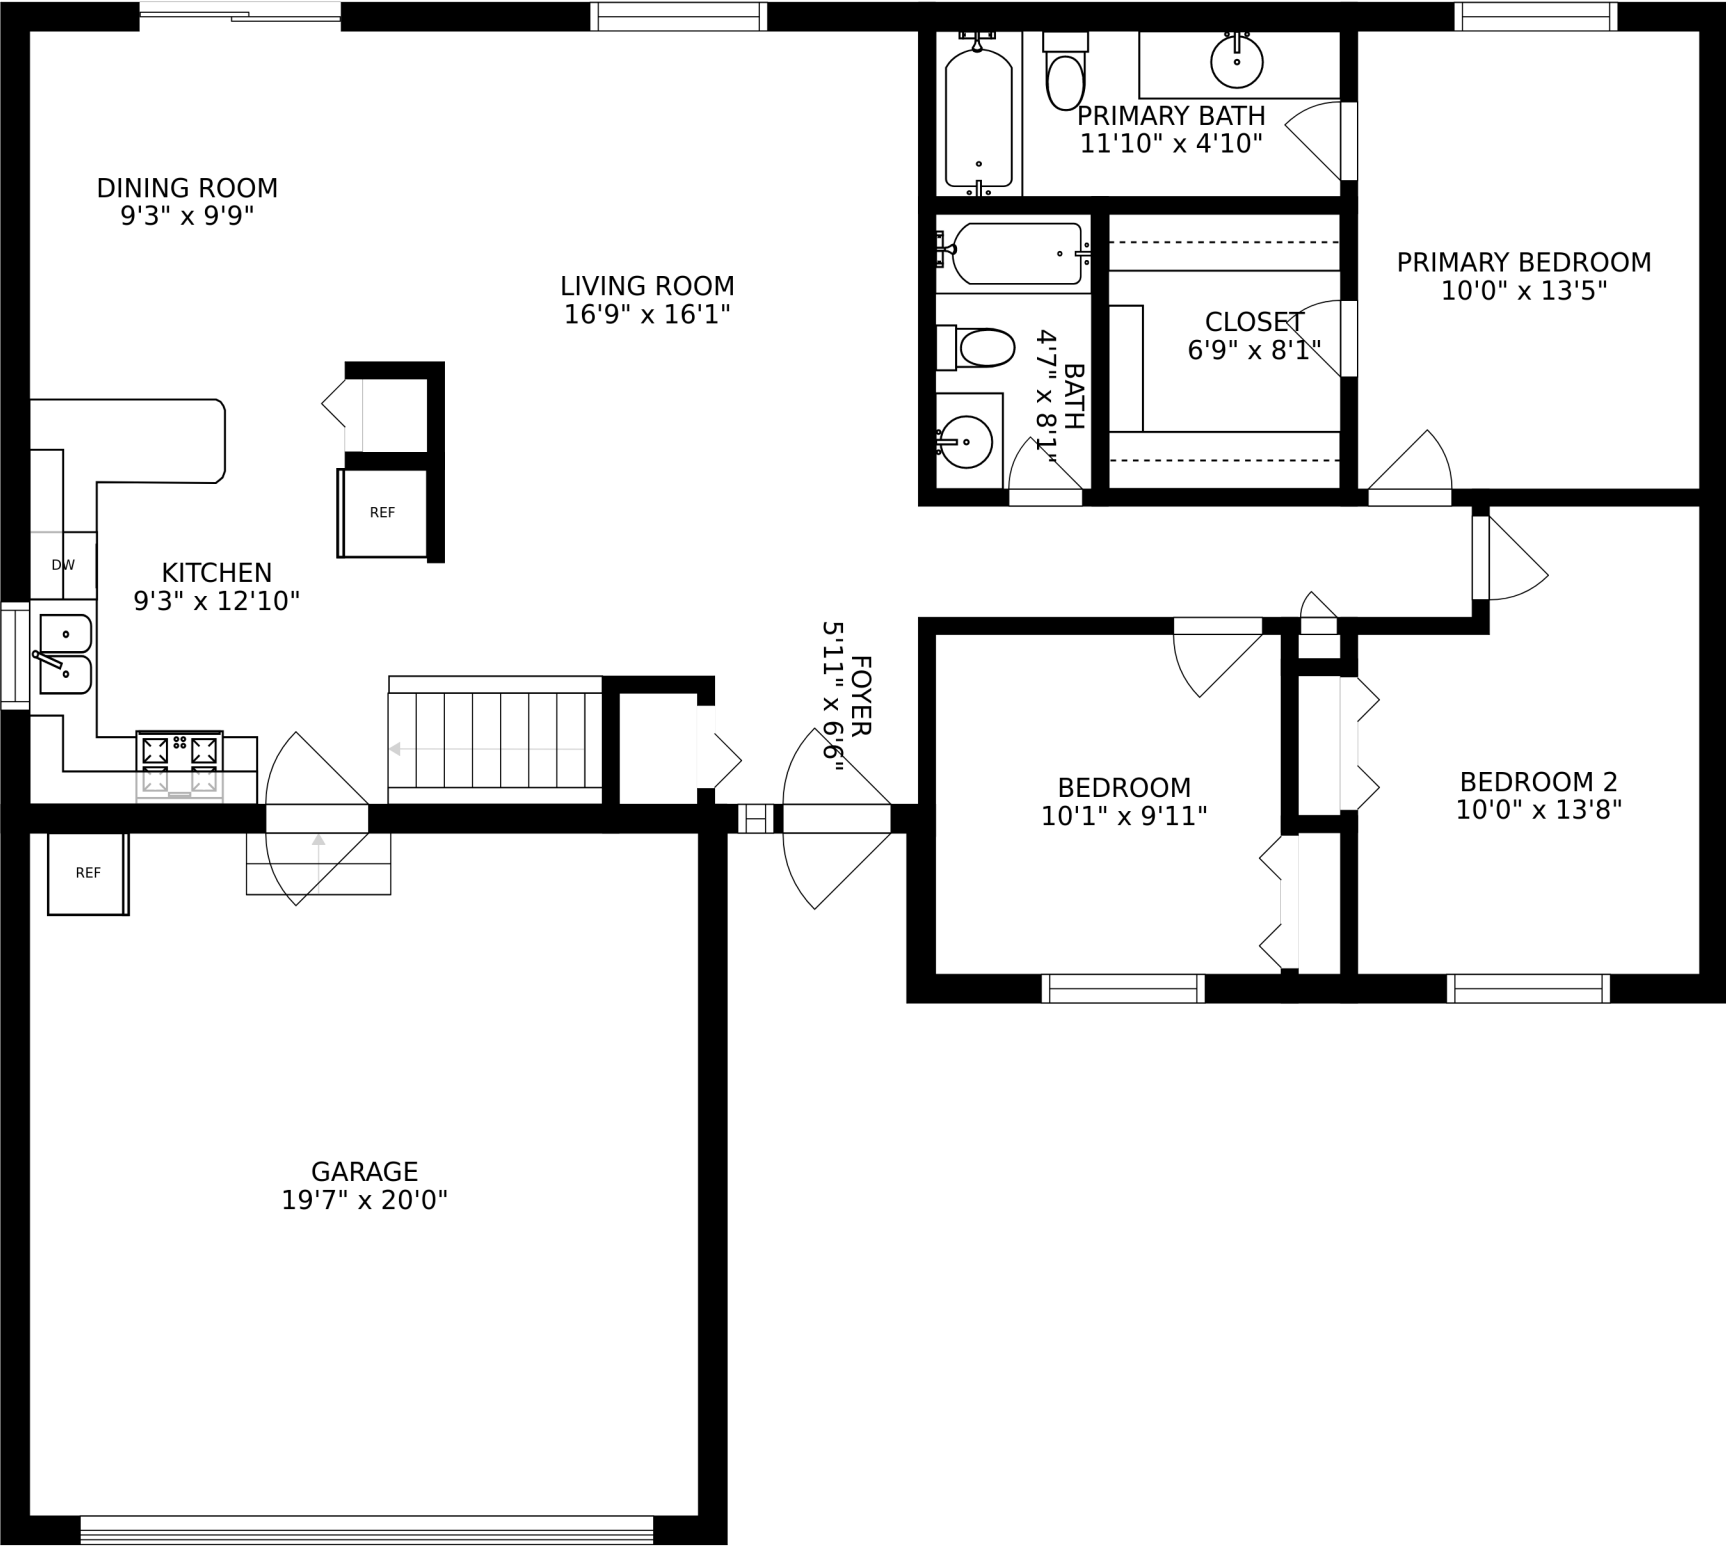 PRIMARY BATH
11'10" x 4'10"
DINING ROOM
9'3" x 9'9"
LIVING ROOM
16'9" x 16'1"
PRIMARY BEDROOM
10'0" x 13'5"
CLOSET
6'9" x 8'1"
BATH
4'7" x 8'1"
REF
DW
KITCHEN
9'3" x 12'10"
FOYER
5'11" x 6'6"
BEDROOM
10'1" x 9'11"
BEDROOM 2
10'0" x 13'8"
REF
GARAGE
19'7" x 20'0"